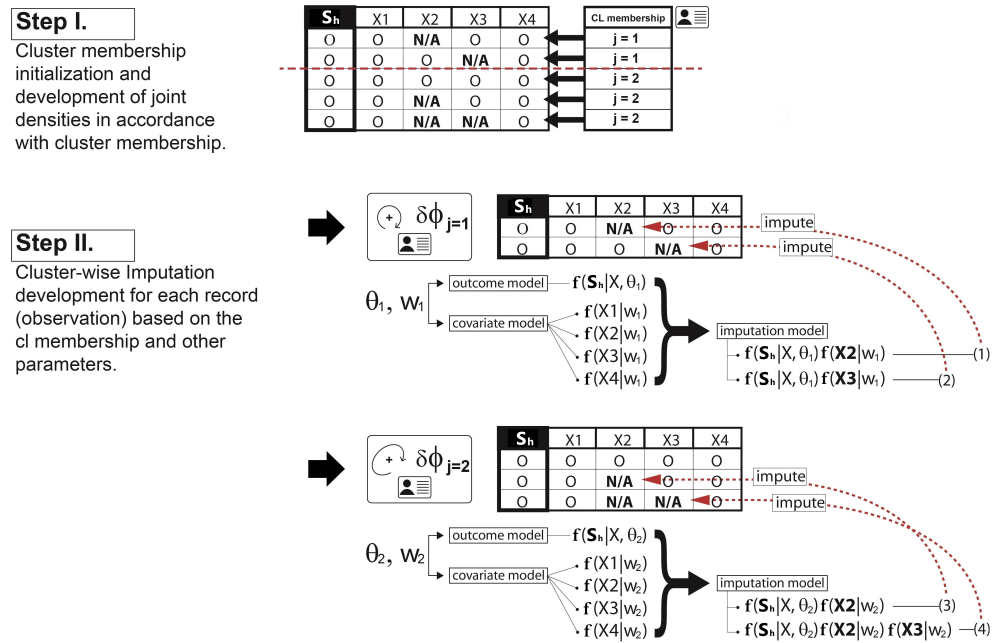 Step I.
Cluster membership
initialization and
development of joint
densities in accordance
with cluster membership.
Sh X1 X2 X3 X4 CL membership
O O N/A O O j = 1
O O O N/A O j = 1
O O O O O j = 2
O O N/A O O j = 2
O O N/A N/A O j = 2
Step II.
Cluster-wise Imputation
development for each record
(observation) based on the
cl membership and other
parameters.
+ δϕ j=1
Sh X1 X2 X3 X4
O O N/A O O impute
O O O N/A O impute
θ1, w1
outcome model f(Sh|X, θ1)
covariate model
f(X1|w1)
f(X2|w1)
f(X3|w1)
f(X4|w1)
imputation model
f(Sh|X, θ1)f(X2|w1) (1)
f(Sh|X, θ1)f(X3|w1) (2)
+ δϕ j=2
Sh X1 X2 X3 X4
O O O O O
O O N/A O O impute
O O N/A N/A O impute
θ2, w2
outcome model f(Sh|X, θ2)
covariate model
f(X1|w2)
f(X2|w2)
f(X3|w2)
f(X4|w2)
imputation model
f(Sh|X, θ2)f(X2|w2) (3)
f(Sh|X, θ2)f(X2|w2) f(X3|w2) (4)